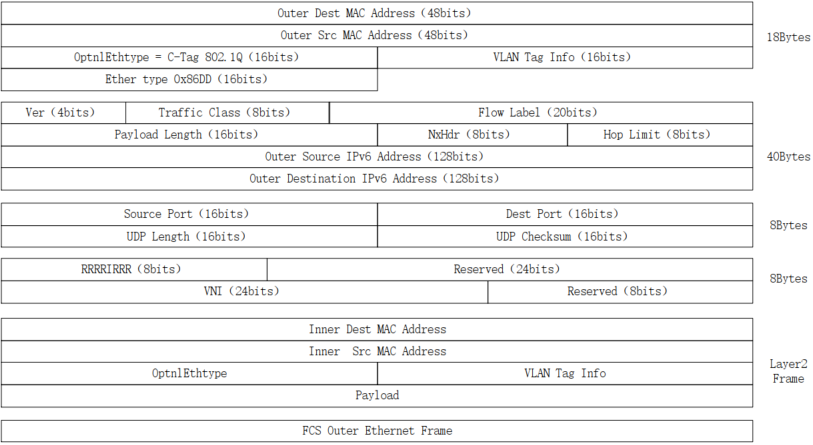 Outer Dest MAC Address (48bits)
Outer Src MAC Address (48bits)
18Bytes
OptnlEthtype = C-Tag 802.1Q (16bits) VLAN Tag Info (16bits)
Ether type 0x86DD (16bits)
Ver (4bits) Traffic Class (8bits) Flow Label (20bits)
Payload Length (16bits) NxHdr (8bits) Hop Limit (8bits)
Outer Source IPv6 Address (128bits)
40Bytes
Outer Destination IPv6 Address (128bits)
Source Port (16bits) Dest Port (16bits)
8Bytes
UDP Length (16bits) UDP Checksum (16bits)
RRRRIRRR (8bits) Reserved (24bits)
8Bytes
VNI (24bits) Reserved (8bits)
Inner Dest MAC Address
Inner Src MAC Address
Layer2
Frame
OptnlEthtype VLAN Tag Info
Payload
FCS Outer Ethernet Frame